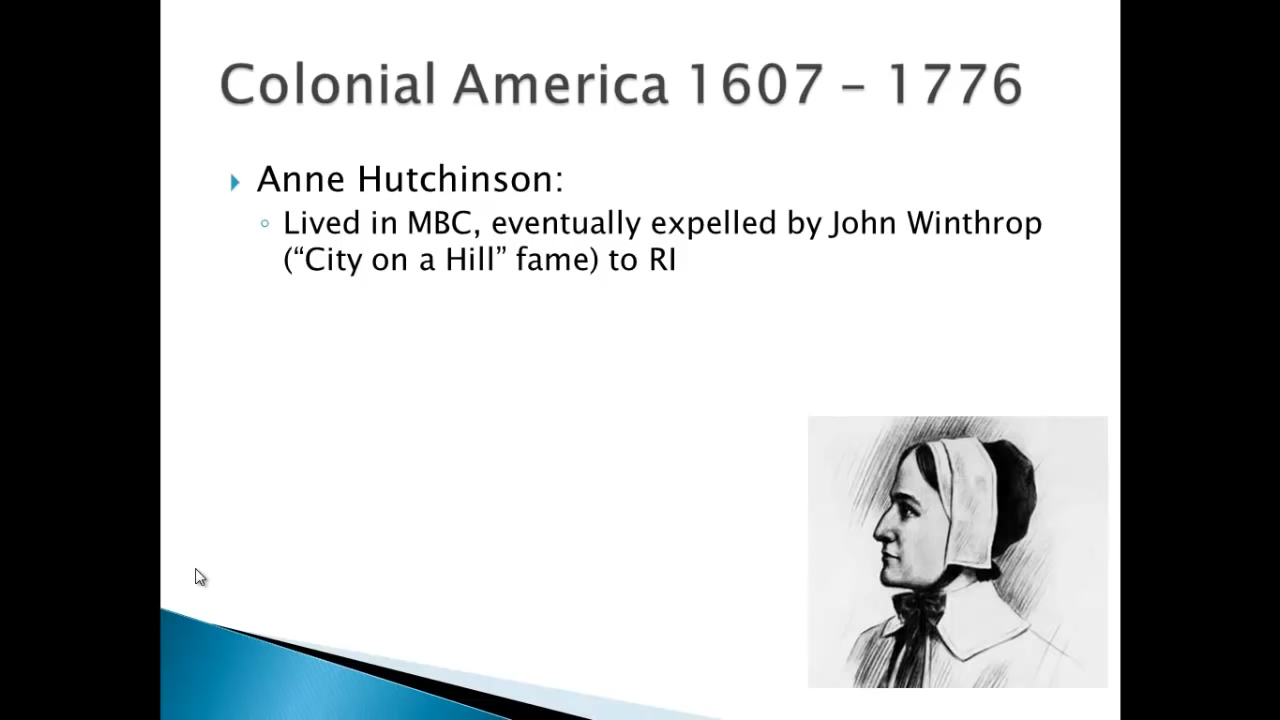 Colonial America 1607 – 1776
Anne Hutchinson:
Lived in MBC, eventually expelled by John Winthrop
(“City on a Hill” fame) to RI